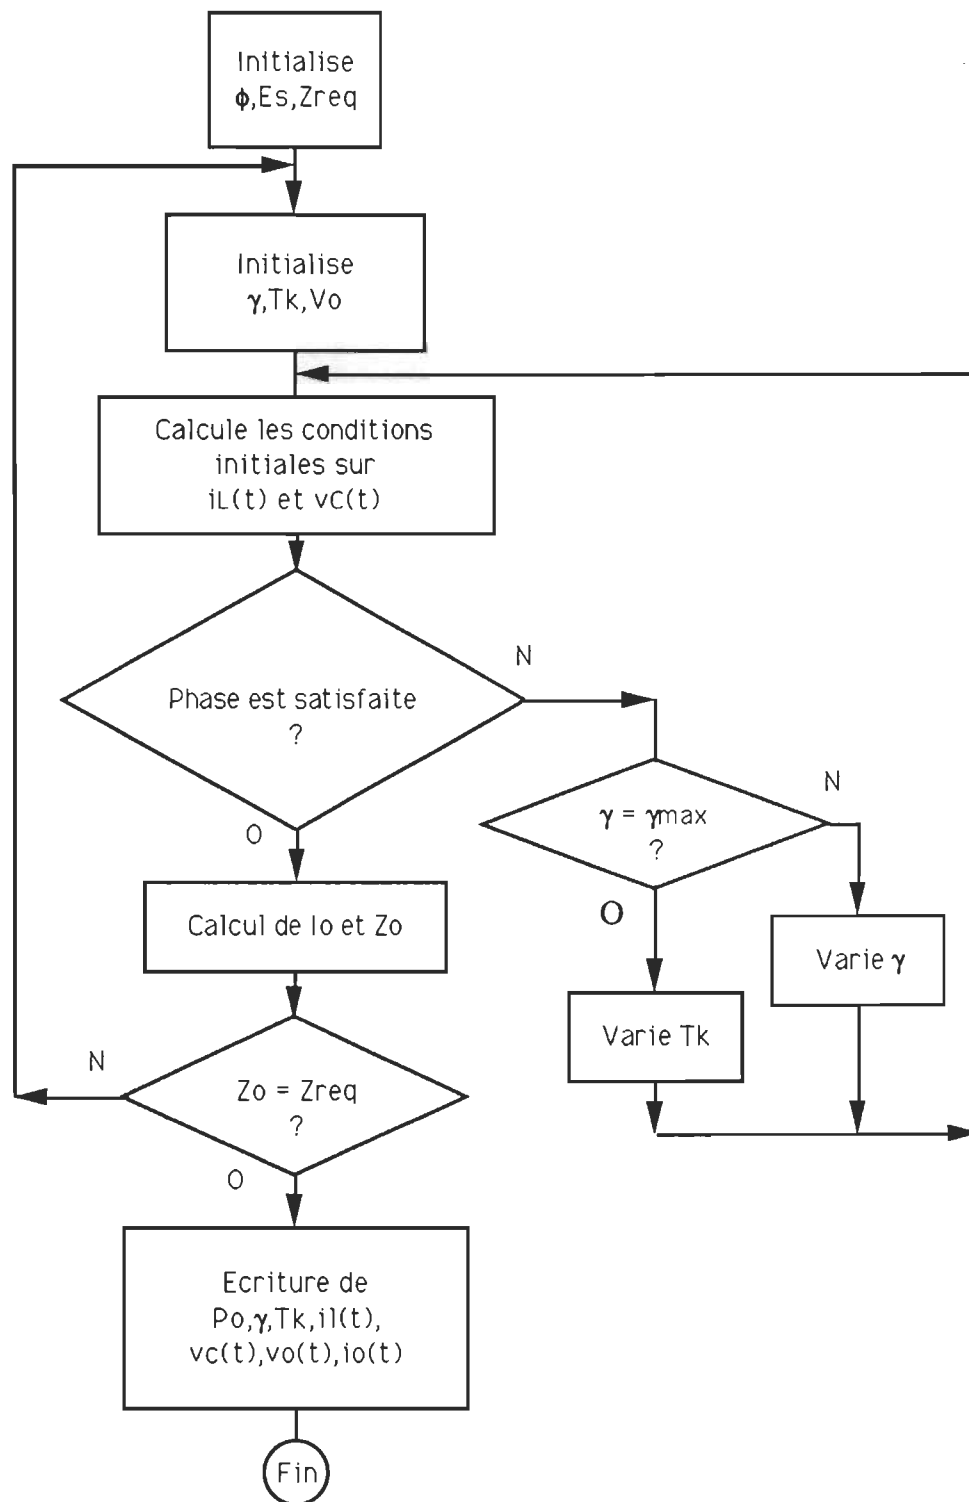 Initialise
ϕ,Es,Zreq
Initialise
γ,Tk,Vo
Calcule les conditions
initiales sur
iL(t) et vC(t)
Phase est satisfaite
?
N
O
γ = γmax
?
N
O
Calcul de Io et Zo
Varie γ
Varie Tk
Zo = Zreq
?
N
O
Ecriture de
Po,γ,Tk,il(t),
vc(t),vo(t),io(t)
Fin